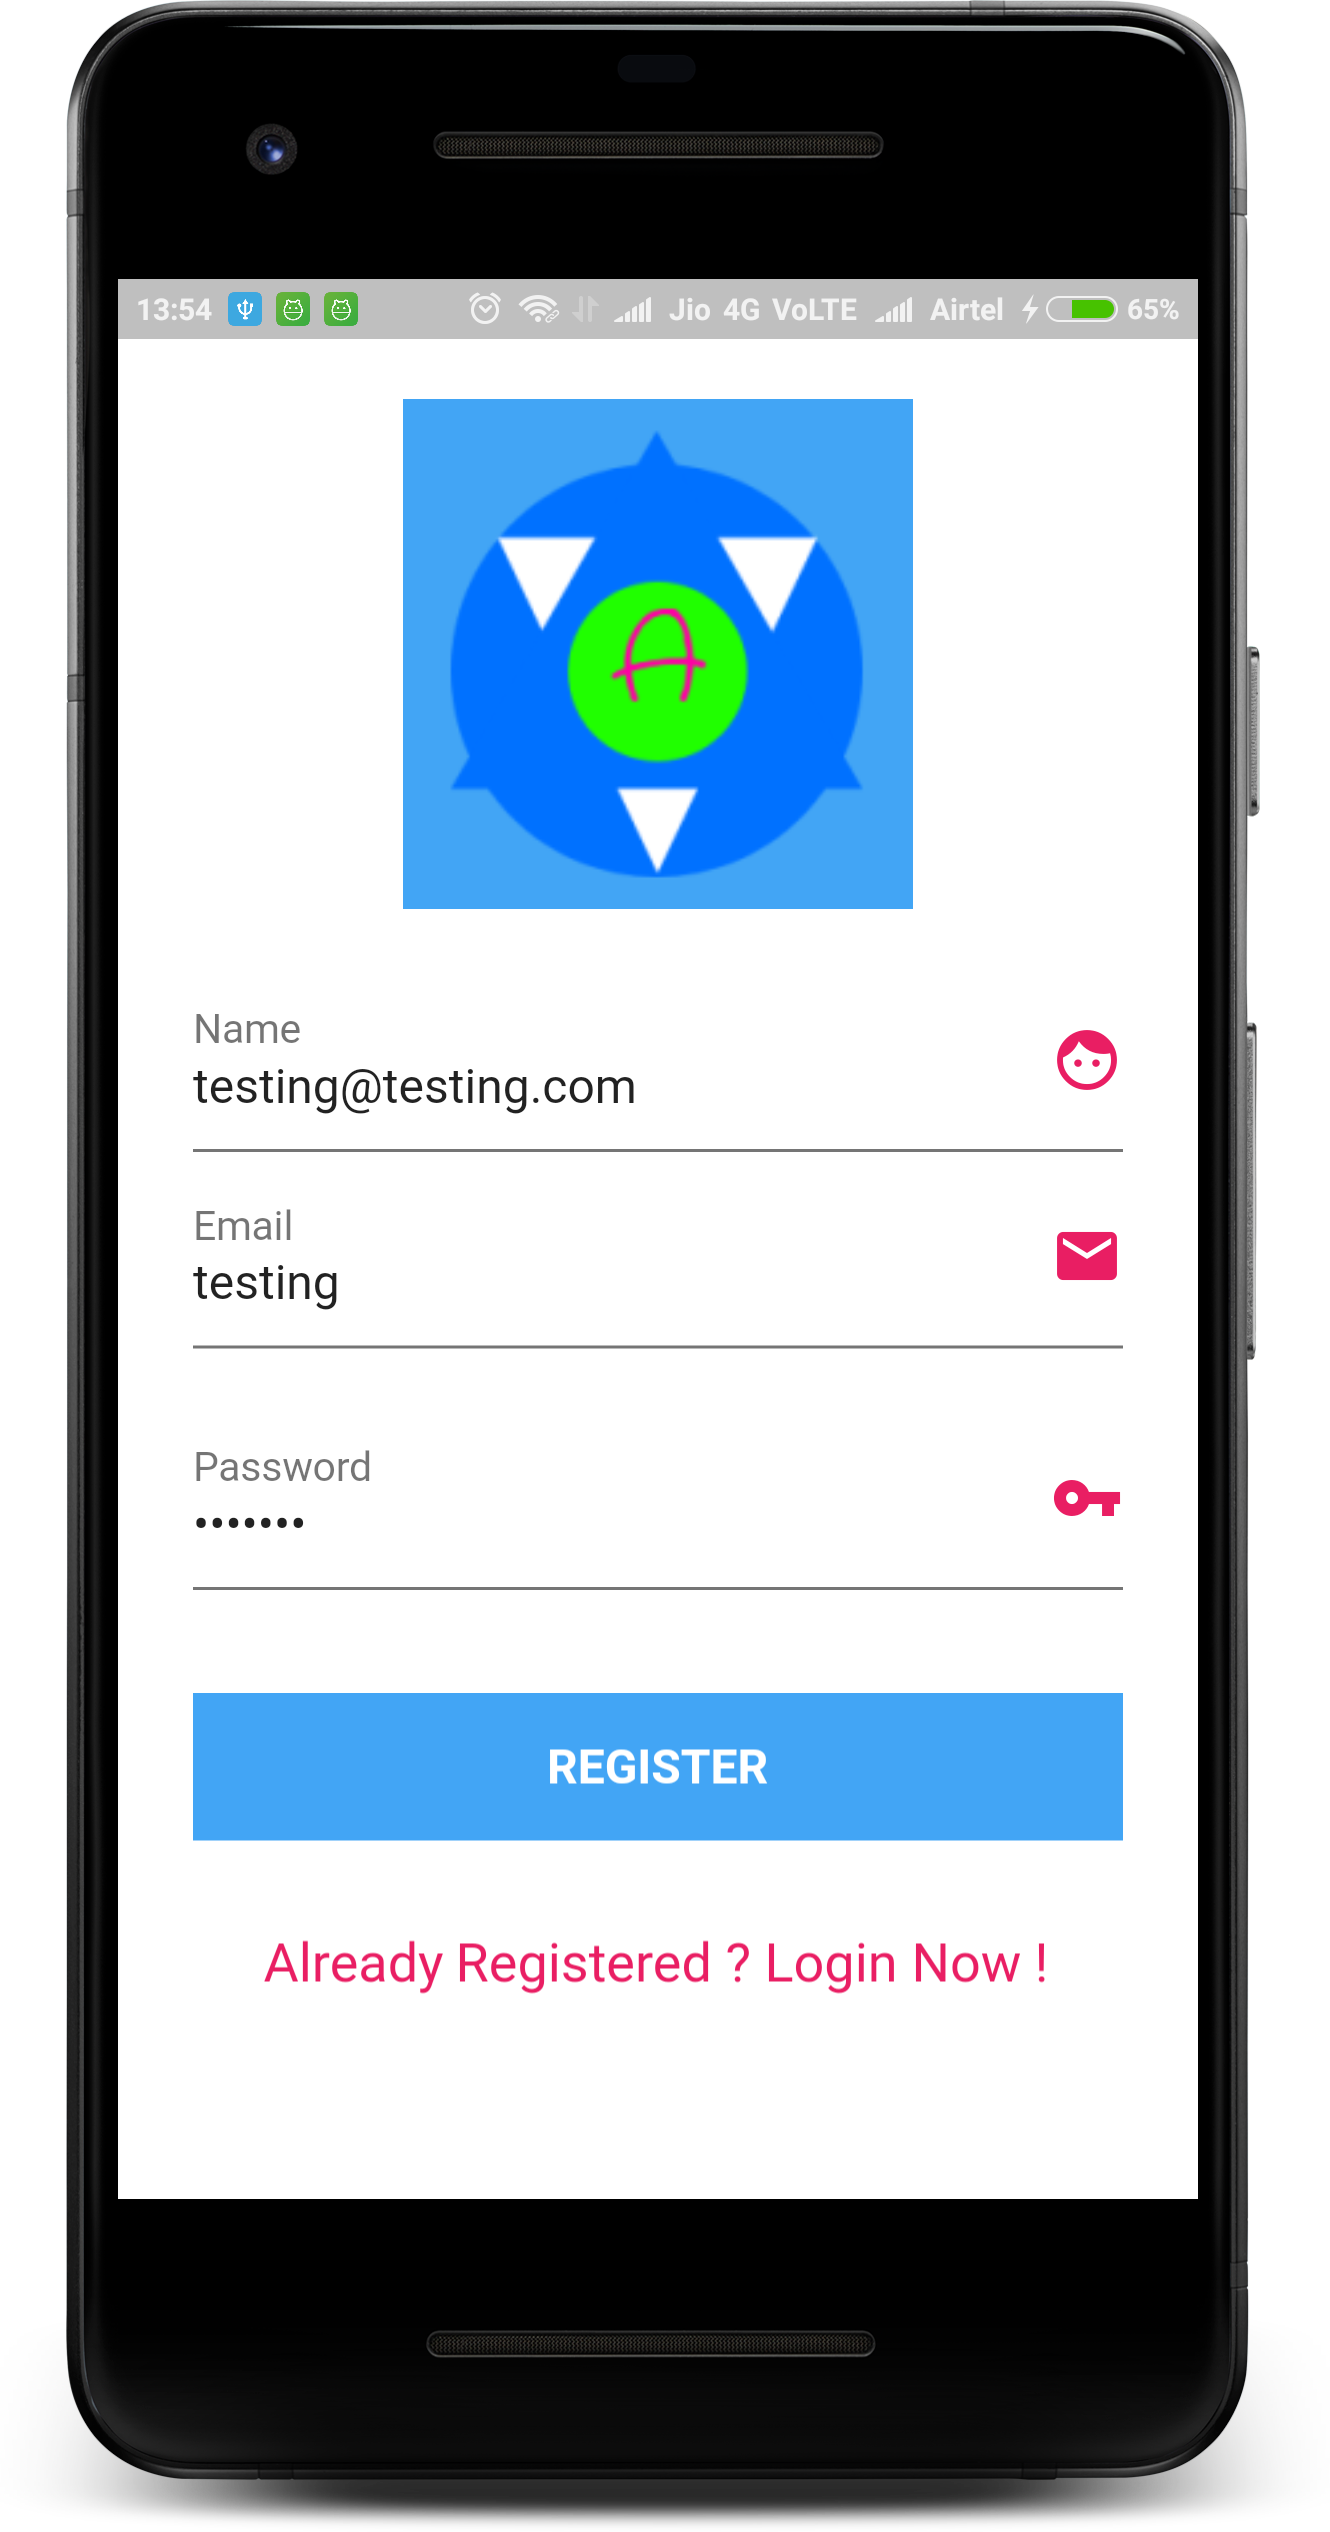 13:54 Jio 4G VoLTE Airtel 65%
A
Name
testing@testing.com
Email
testing
Password
•••••••
REGISTER
Already Registered ? Login Now !